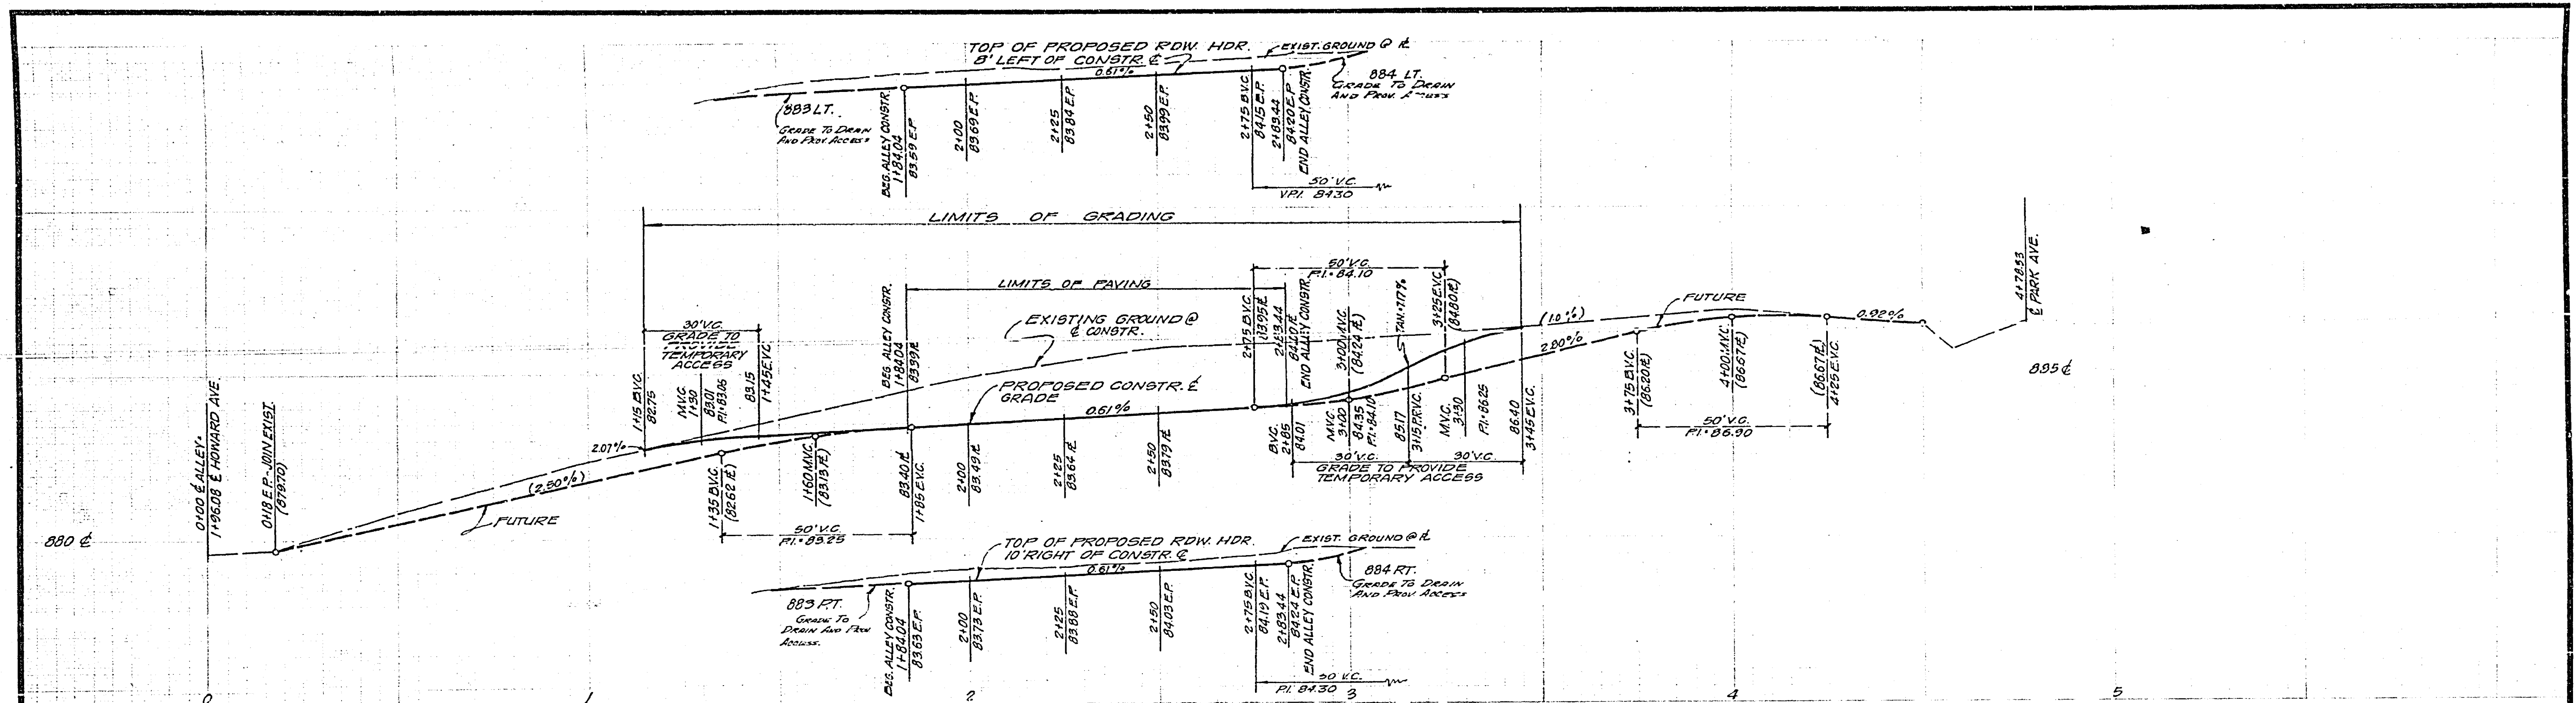 TOP OF PROPOSED RDW. HDR.
8' LEFT OF CONSTR. ℄
0.61%
EXIST. GROUND @ ⅊
883 LT.
GRADE TO DRAIN
AND PROV. ACCESS
BEG. ALLEY CONSTR.
1+84.04
83.59 E.P.
2+00
83.69 E.P.
2+25
83.84 E.P.
2+50
83.99 E.P.
2+75 B.V.C.
84.15 E.P.
2+83.44
84.20 E.P.
END ALLEY CONSTR.
884 LT.
GRADE TO DRAIN
AND PROV. ACCESS
50' V.C.
V.P.I. 84.30
LIMITS OF GRADING
LIMITS OF PAVING
30' V.C.
GRADE TO
PROVIDE
TEMPORARY
ACCESS
EXISTING GROUND @
℄ CONSTR.
PROPOSED CONSTR. ℄
GRADE
0.61%
0+00 ℄ ALLEY=
1+96.08 ℄ HOWARD AVE.
0+18 E.P.-JOIN EXIST.
(879.70)
880 ℄
(2.50%)
FUTURE
2.07%
1+15 B.V.C.
82.75
M.V.C.
1+30
83.01
P.I.=83.06
83.15
1+45 E.V.C.
1+35 B.V.C.
(82.62 ⅊)
1+60 M.V.C.
(83.13 ⅊)
83.40 ⅊
1+85 E.V.C.
50' V.C.
P.I.=83.25
BEG. ALLEY CONSTR.
1+84.04
83.39 ⅊
2+00
83.49 ⅊
2+25
83.64 ⅊
2+50
83.79 ⅊
50' V.C.
P.I.=84.10
2+75 B.V.C.
(83.95 ⅊
2+83.44
END ALLEY CONSTR.
3+00 M.V.C.
(84.24 ⅊)
TAN.=7.17%
3+25 E.V.C.
(84.80 ⅊)
B.V.C.
2+85
84.01
M.V.C.
3+00
84.35
P.I.=84.10
85.17
3+15 P.R.V.C.
M.V.C.
3+30
P.I.=86.25
86.40
3+45 E.V.C.
30' V.C.
30' V.C.
GRADE TO PROVIDE
TEMPORARY ACCESS
(1.0%)
2.80%
FUTURE
3+75 B.V.C.
(86.20 ⅊)
4+00 M.V.C.
(86.67 ⅊)
(86.67 ⅊)
4+25 E.V.C.
50' V.C.
P.I.=86.90
0.92%
4+78.53
℄ PARK AVE.
895 ℄
TOP OF PROPOSED RDW. HDR.
10' RIGHT OF CONSTR. ℄
0.61%
EXIST. GROUND @ ⅊
883 RT.
GRADE TO
DRAIN AND PROV
ACCESS.
BEG. ALLEY CONSTR.
1+84.04
83.63 E.P.
2+00
83.73 E.P.
2+25
83.88 E.P.
2+50
84.03 E.P.
2+75 B.V.C.
84.19 E.P.
2+83.44
84.24 E.P.
END ALLEY CONSTR.
884 RT.
GRADE TO DRAIN
AND PROV. ACCESS
50' V.C.
P.I. 84.30
0 1 2 3 4 5